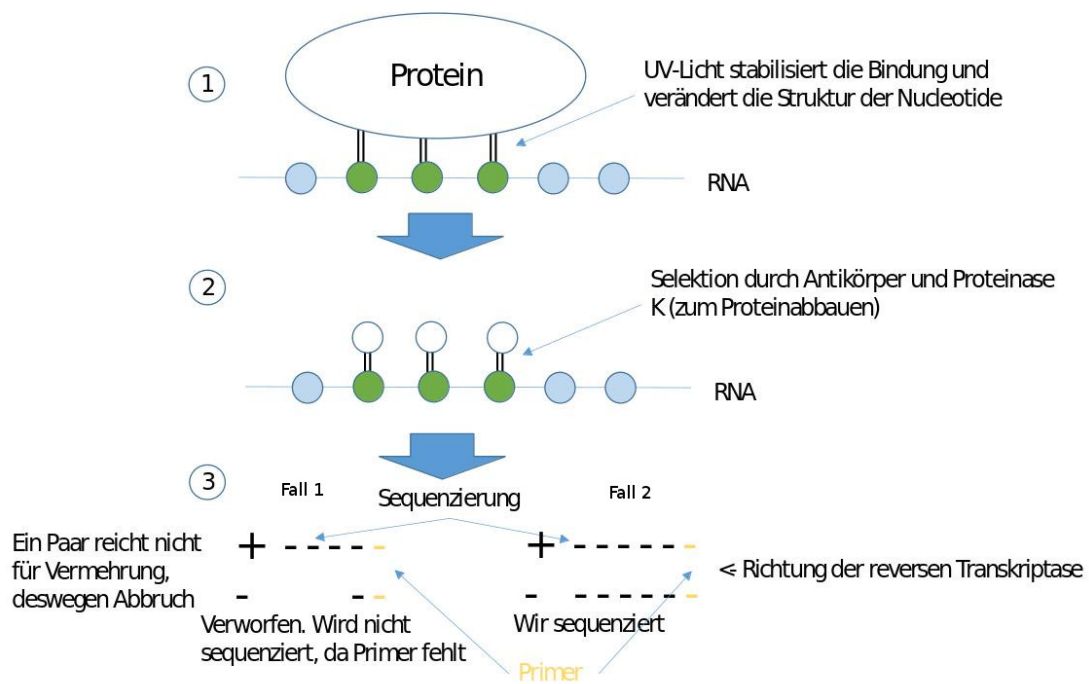 1
Protein
UV-Licht stabilisiert die Bindung und
verändert die Struktur der Nucleotide
RNA
2
Selektion durch Antikörper und Proteinase
K (zum Proteinabbauen)
RNA
3
Fall 1
Sequenzierung
Fall 2
Ein Paar reicht nicht
für Vermehrung,
deswegen Abbruch
+ - - - - -
+ - - - - - -
<- Richtung der reversen Transkriptase
- - -
- - - - - - -
Verworfen. Wird nicht
sequenziert, da Primer fehlt
Wir sequenziert
Primer